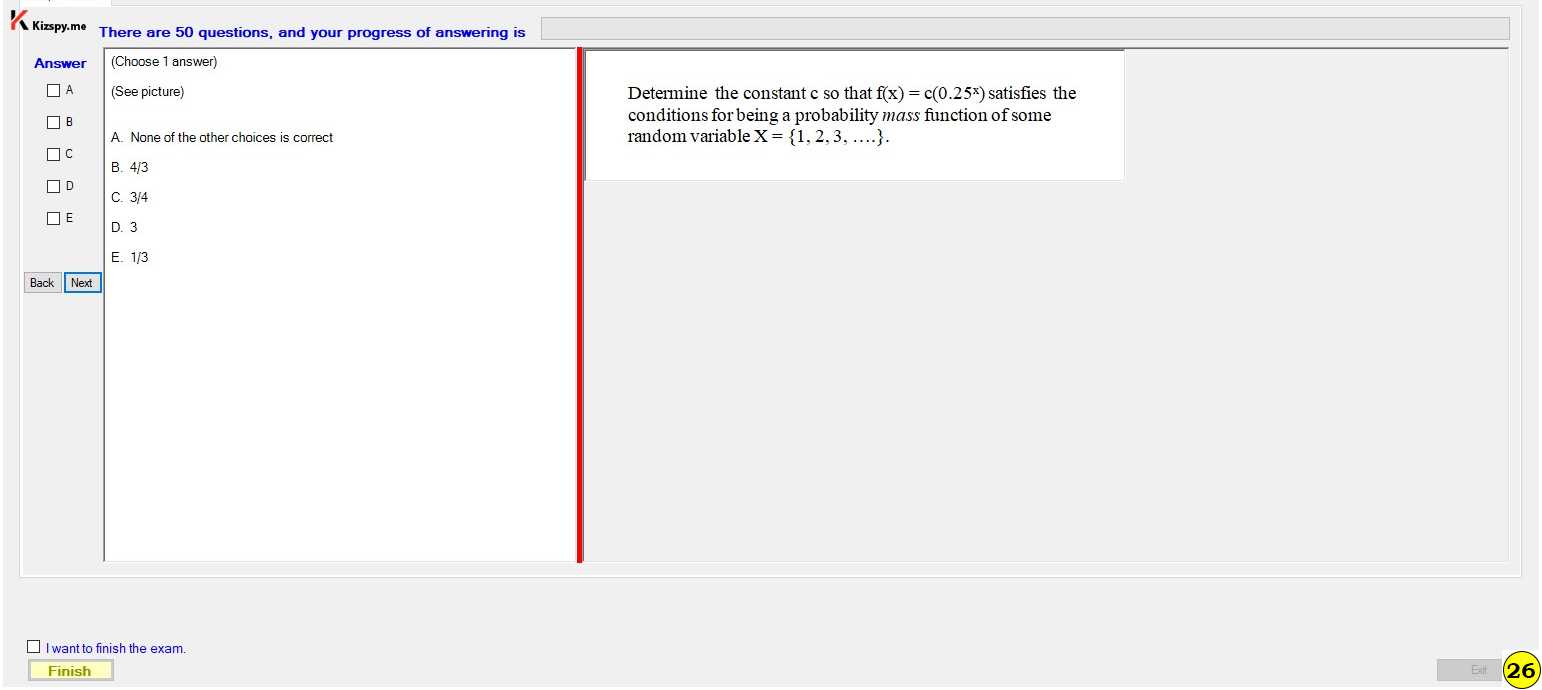 Kizspy.me
There are 50 questions, and your progress of answering is
Answer
A
B
C
D
E
Back
Next
(Choose 1 answer)
(See picture)
A. None of the other choices is correct
B. 4/3
C. 3/4
D. 3
E. 1/3
Determine the constant c so that f(x) = c(0.25ˣ) satisfies the
conditions for being a probability mass function of some
random variable X = {1, 2, 3, ….}.
I want to finish the exam.
Finish
Exit
26